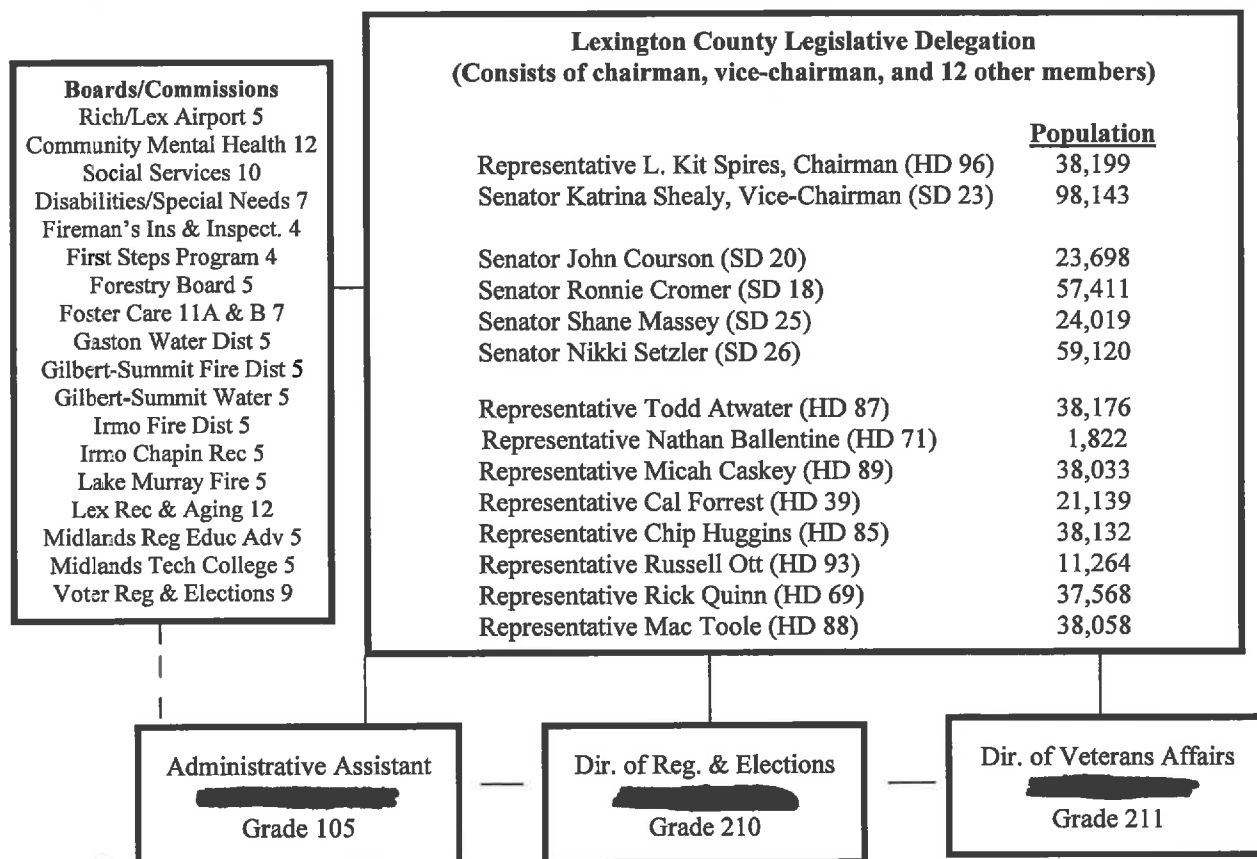 Lexington County Legislative Delegation
(Consists of chairman, vice-chairman, and 12 other members)
Population
Representative L. Kit Spires, Chairman (HD 96) 38,199
Senator Katrina Shealy, Vice-Chairman (SD 23) 98,143
Senator John Courson (SD 20) 23,698
Senator Ronnie Cromer (SD 18) 57,411
Senator Shane Massey (SD 25) 24,019
Senator Nikki Setzler (SD 26) 59,120
Representative Todd Atwater (HD 87) 38,176
Representative Nathan Ballentine (HD 71) 1,822
Representative Micah Caskey (HD 89) 38,033
Representative Cal Forrest (HD 39) 21,139
Representative Chip Huggins (HD 85) 38,132
Representative Russell Ott (HD 93) 11,264
Representative Rick Quinn (HD 69) 37,568
Representative Mac Toole (HD 88) 38,058
Boards/Commissions
Rich/Lex Airport 5
Community Mental Health 12
Social Services 10
Disabilities/Special Needs 7
Fireman's Ins & Inspect. 4
First Steps Program 4
Forestry Board 5
Foster Care 11A & B 7
Gaston Water Dist 5
Gilbert-Summit Fire Dist 5
Gilbert-Summit Water 5
Irmo Fire Dist 5
Irmo Chapin Rec 5
Lake Murray Fire 5
Lex Rec & Aging 12
Midlands Reg Educ Adv 5
Midlands Tech College 5
Voter Reg & Elections 9
Administrative Assistant
Grade 105
Dir. of Reg. & Elections
Grade 210
Dir. of Veterans Affairs
Grade 211